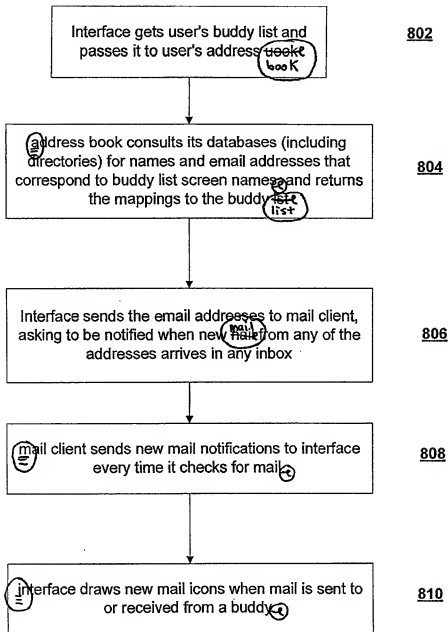 Interface gets user's buddy list and
passes it to user's address
book
802
address book consults its databases (including
directories) for names and email addresses that
correspond to buddy list screen names and returns
the mappings to the buddy
list
804
Interface sends the email addresses to mail client,
asking to be notified when new mail from any of the
addresses arrives in any inbox
806
mail client sends new mail notifications to interface
every time it checks for mail
808
interface draws new mail icons when mail is sent to
or received from a buddy
810